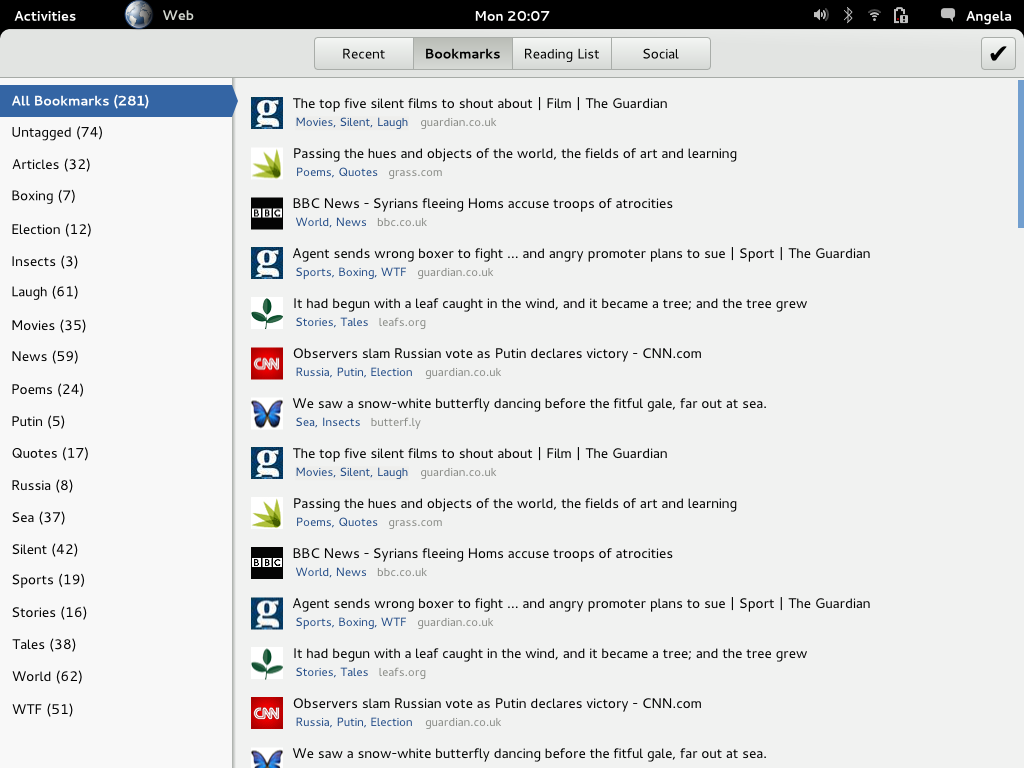 Activities Web Mon 20:07 Angela
Recent Bookmarks Reading List Social
All Bookmarks (281)
Untagged (74)
Articles (32)
Boxing (7)
Election (12)
Insects (3)
Laugh (61)
Movies (35)
News (59)
Poems (24)
Putin (5)
Quotes (17)
Russia (8)
Sea (37)
Silent (42)
Sports (19)
Stories (16)
Tales (38)
World (62)
WTF (51)
g The top five silent films to shout about | Film | The Guardian
Movies, Silent, Laugh guardian.co.uk
Passing the hues and objects of the world, the fields of art and learning
Poems, Quotes grass.com
BBC BBC News - Syrians fleeing Homs accuse troops of atrocities
World, News bbc.co.uk
g Agent sends wrong boxer to fight ... and angry promoter plans to sue | Sport | The Guardian
Sports, Boxing, WTF guardian.co.uk
It had begun with a leaf caught in the wind, and it became a tree; and the tree grew
Stories, Tales leafs.org
CNN Observers slam Russian vote as Putin declares victory - CNN.com
Russia, Putin, Election guardian.co.uk
We saw a snow-white butterfly dancing before the fitful gale, far out at sea.
Sea, Insects butterf.ly
g The top five silent films to shout about | Film | The Guardian
Movies, Silent, Laugh guardian.co.uk
Passing the hues and objects of the world, the fields of art and learning
Poems, Quotes grass.com
BBC BBC News - Syrians fleeing Homs accuse troops of atrocities
World, News bbc.co.uk
g Agent sends wrong boxer to fight ... and angry promoter plans to sue | Sport | The Guardian
Sports, Boxing, WTF guardian.co.uk
It had begun with a leaf caught in the wind, and it became a tree; and the tree grew
Stories, Tales leafs.org
CNN Observers slam Russian vote as Putin declares victory - CNN.com
Russia, Putin, Election guardian.co.uk
We saw a snow-white butterfly dancing before the fitful gale, far out at sea.